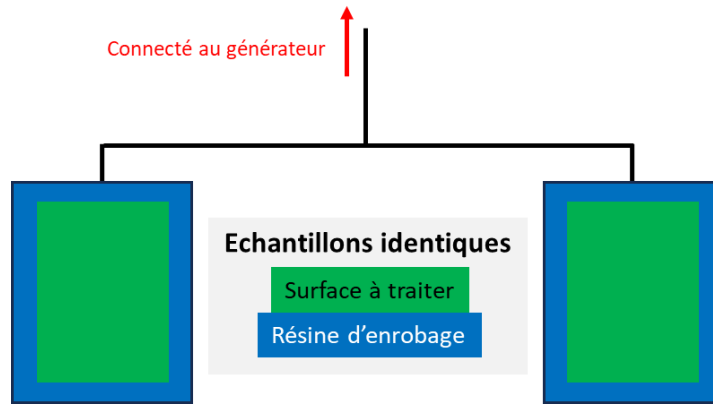 Connecté au générateur
Echantillons identiques
Surface à traiter
Résine d'enrobage